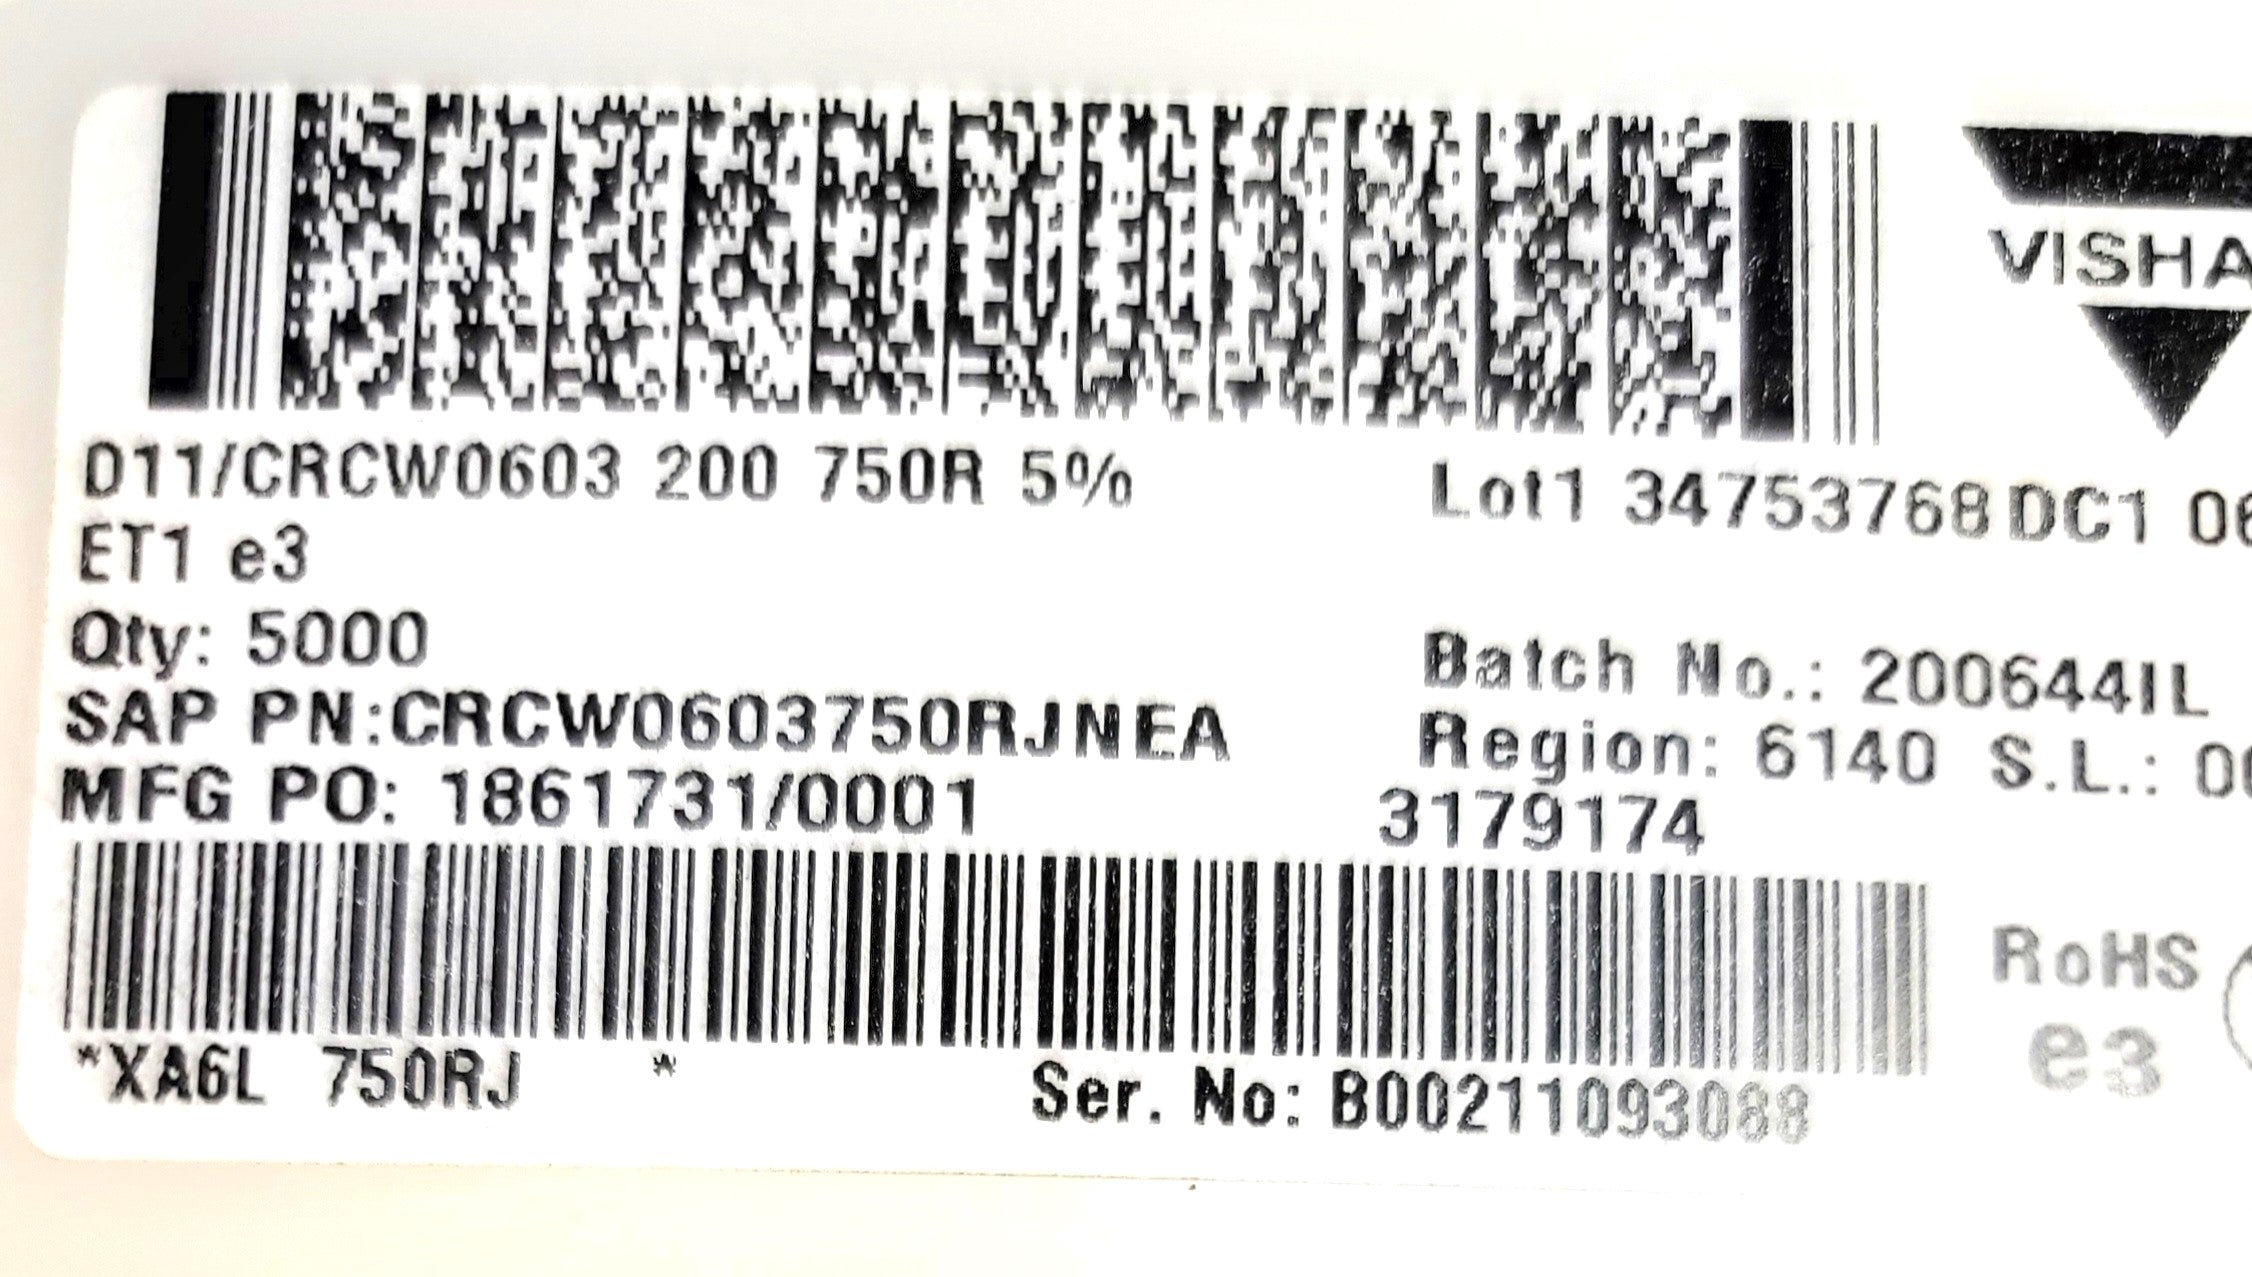 VISHA
D11/CRCW0603 200 750R 5%
Lot1 34753768 DC1 06
ET1 e3
Qty: 5000
Batch No.: 200644IL
SAP PN:CRCW0603750RJNEA
Region: 6140 S.L.: 00
MFG PO: 1861731/0001
3179174
RoHS
e3
*XA6L 750RJ *
Ser. No: B00211093088